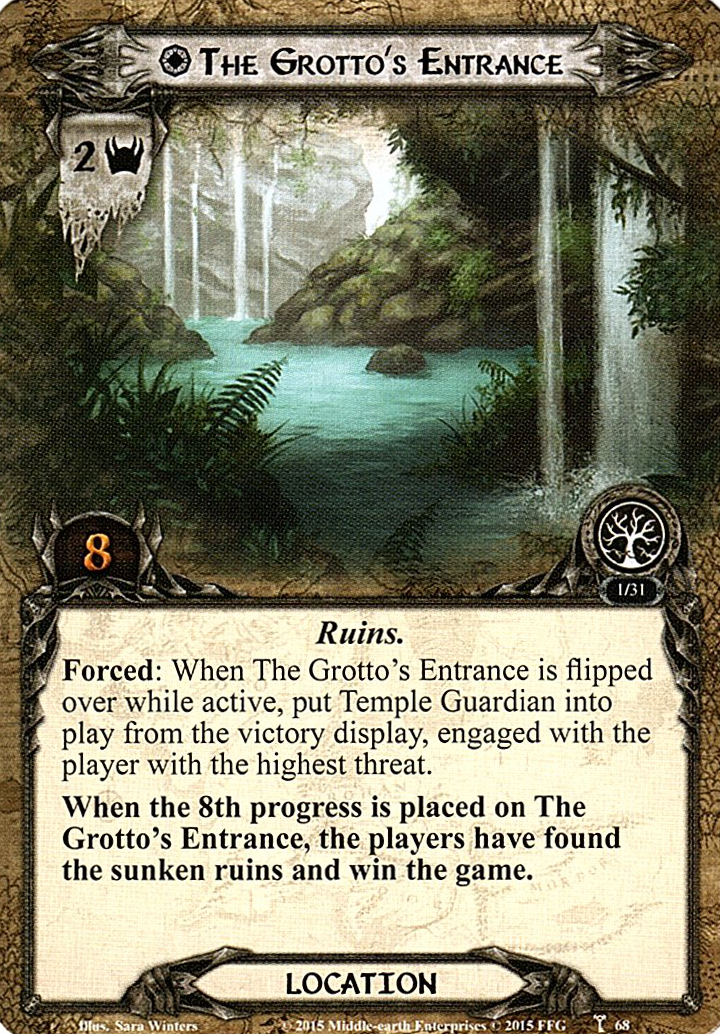 The Grotto's Entrance
2
8
1/31
Ruins.
Forced: When The Grotto's Entrance is flipped
over while active, put Temple Guardian into
play from the victory display, engaged with the
player with the highest threat.
When the 8th progress is placed on The
Grotto's Entrance, the players have found
the sunken ruins and win the game.
LOCATION
Illus. Sara Winters © 2015 Middle-earth Enterprises © 2015 FFG 68